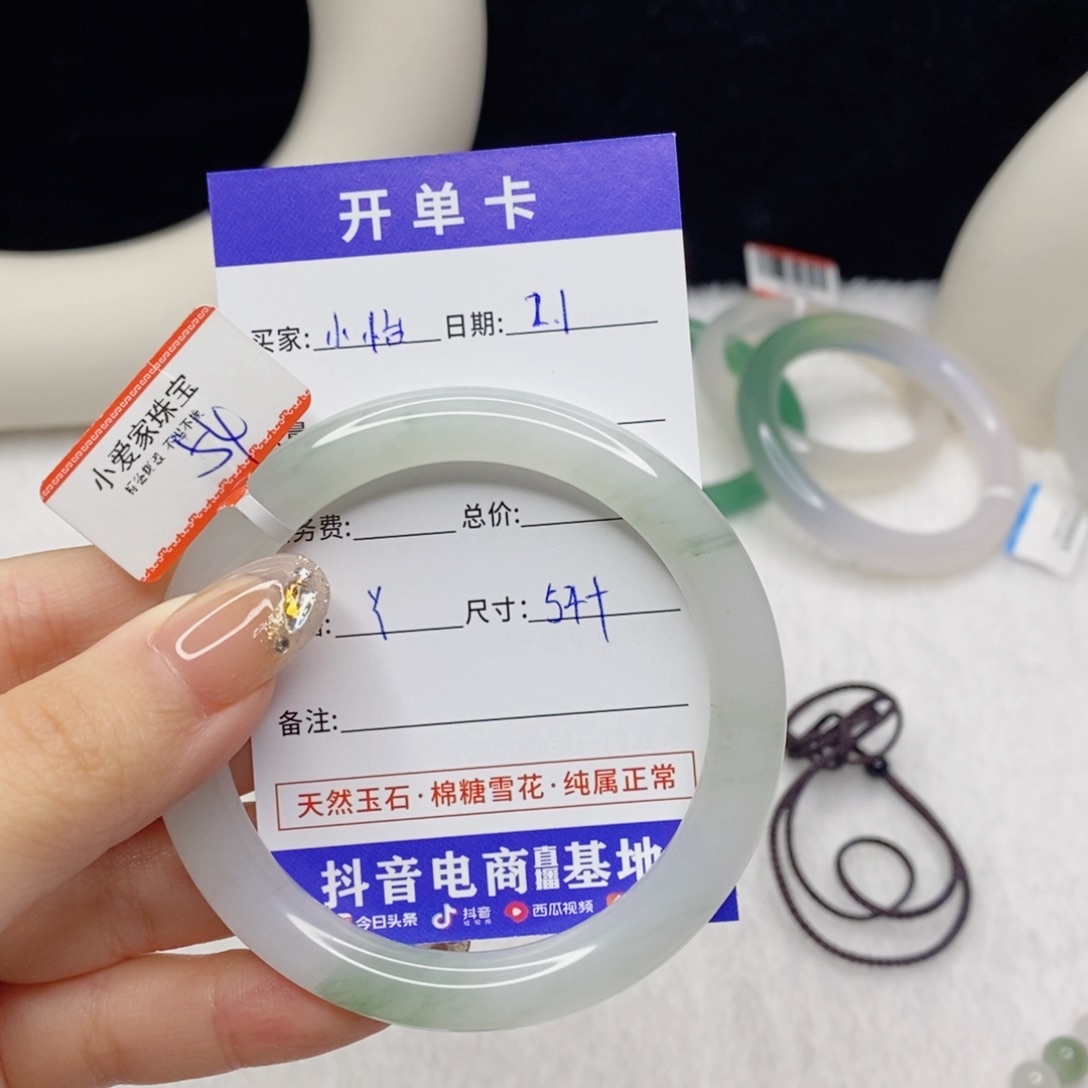 开单卡
买家: 小怡 日期: 2.1
务费: 总价:
Y 尺寸: 54+
备注:
天然玉石·棉糖雪花·纯属正常
抖音电商直播基地
今日头条 抖音 西瓜视频
小爱家珠宝